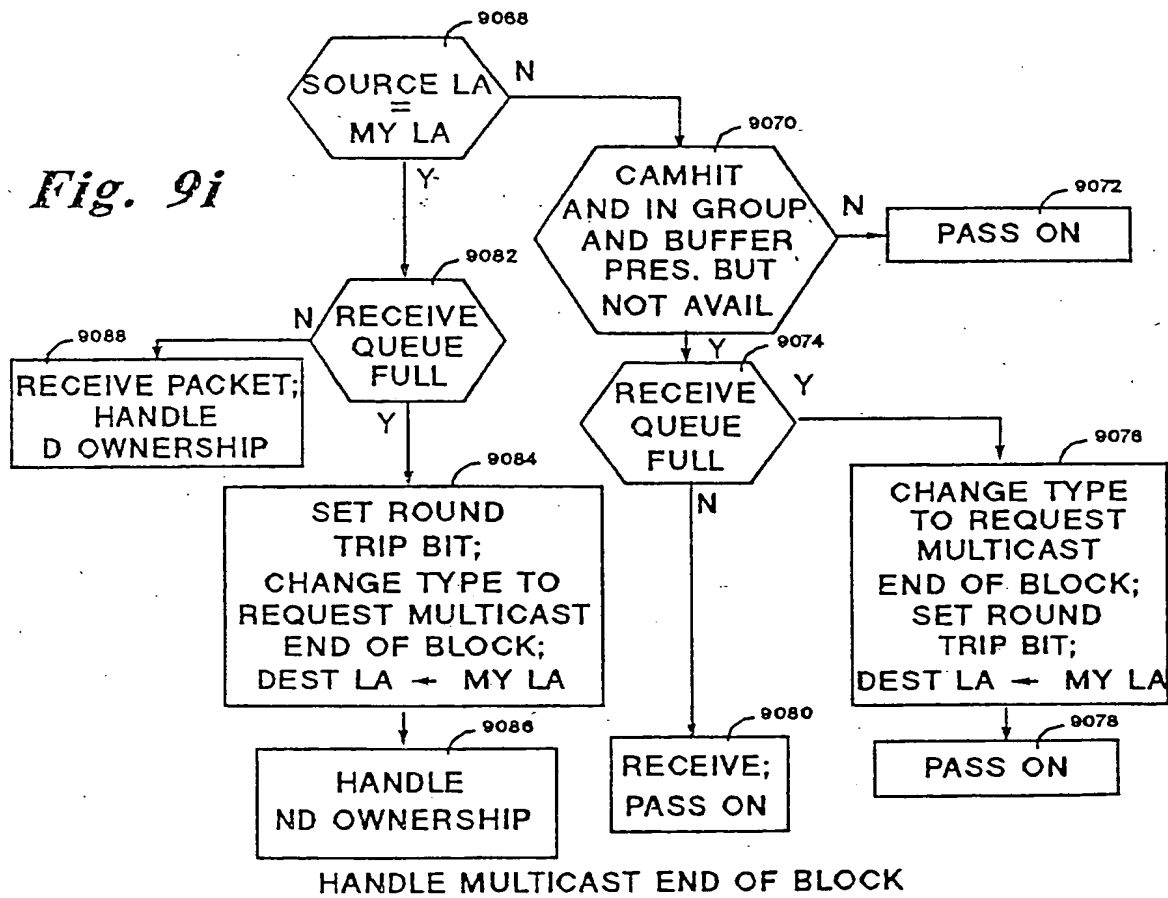 9068
SOURCE LA
=
MY LA
N
Y
Fig. 9i
9070
CAMHIT
AND IN GROUP
AND BUFFER
PRES. BUT
NOT AVAIL
N
9072
PASS ON
Y
9082
RECEIVE
QUEUE
FULL
N
9088
RECEIVE PACKET;
HANDLE
D OWNERSHIP
Y
9074
RECEIVE
QUEUE
FULL
Y
N
9084
SET ROUND
TRIP BIT;
CHANGE TYPE TO
REQUEST MULTICAST
END OF BLOCK;
DEST LA ← MY LA
9076
CHANGE TYPE
TO REQUEST
MULTICAST
END OF BLOCK;
SET ROUND
TRIP BIT;
DEST LA ← MY LA
9086
HANDLE
ND OWNERSHIP
9080
RECEIVE;
PASS ON
9078
PASS ON
HANDLE MULTICAST END OF BLOCK